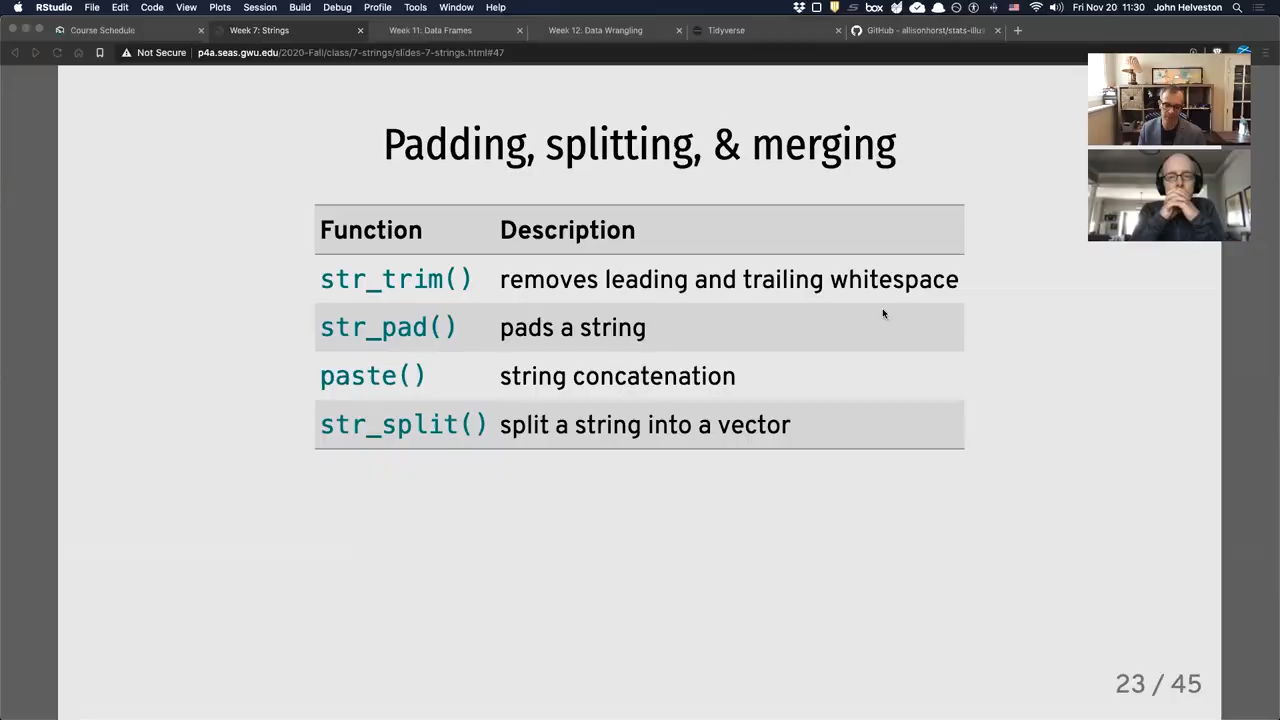 RStudio File Edit Code View Plots Session Build Debug Profile Tools Window Help box Fri Nov 20 11:30 John Helveston
Course Schedule Week 7: Strings Week 11: Data Frames Week 12: Data Wrangling Tidyverse GitHub - allisonhorst/stats-illus
Not Secure p4a.seas.gwu.edu/2020-Fall/class/7-strings/slides-7-strings.html#47
Padding, splitting, & merging
Function Description
str_trim() removes leading and trailing whitespace
str_pad() pads a string
paste() string concatenation
str_split() split a string into a vector
23 / 45